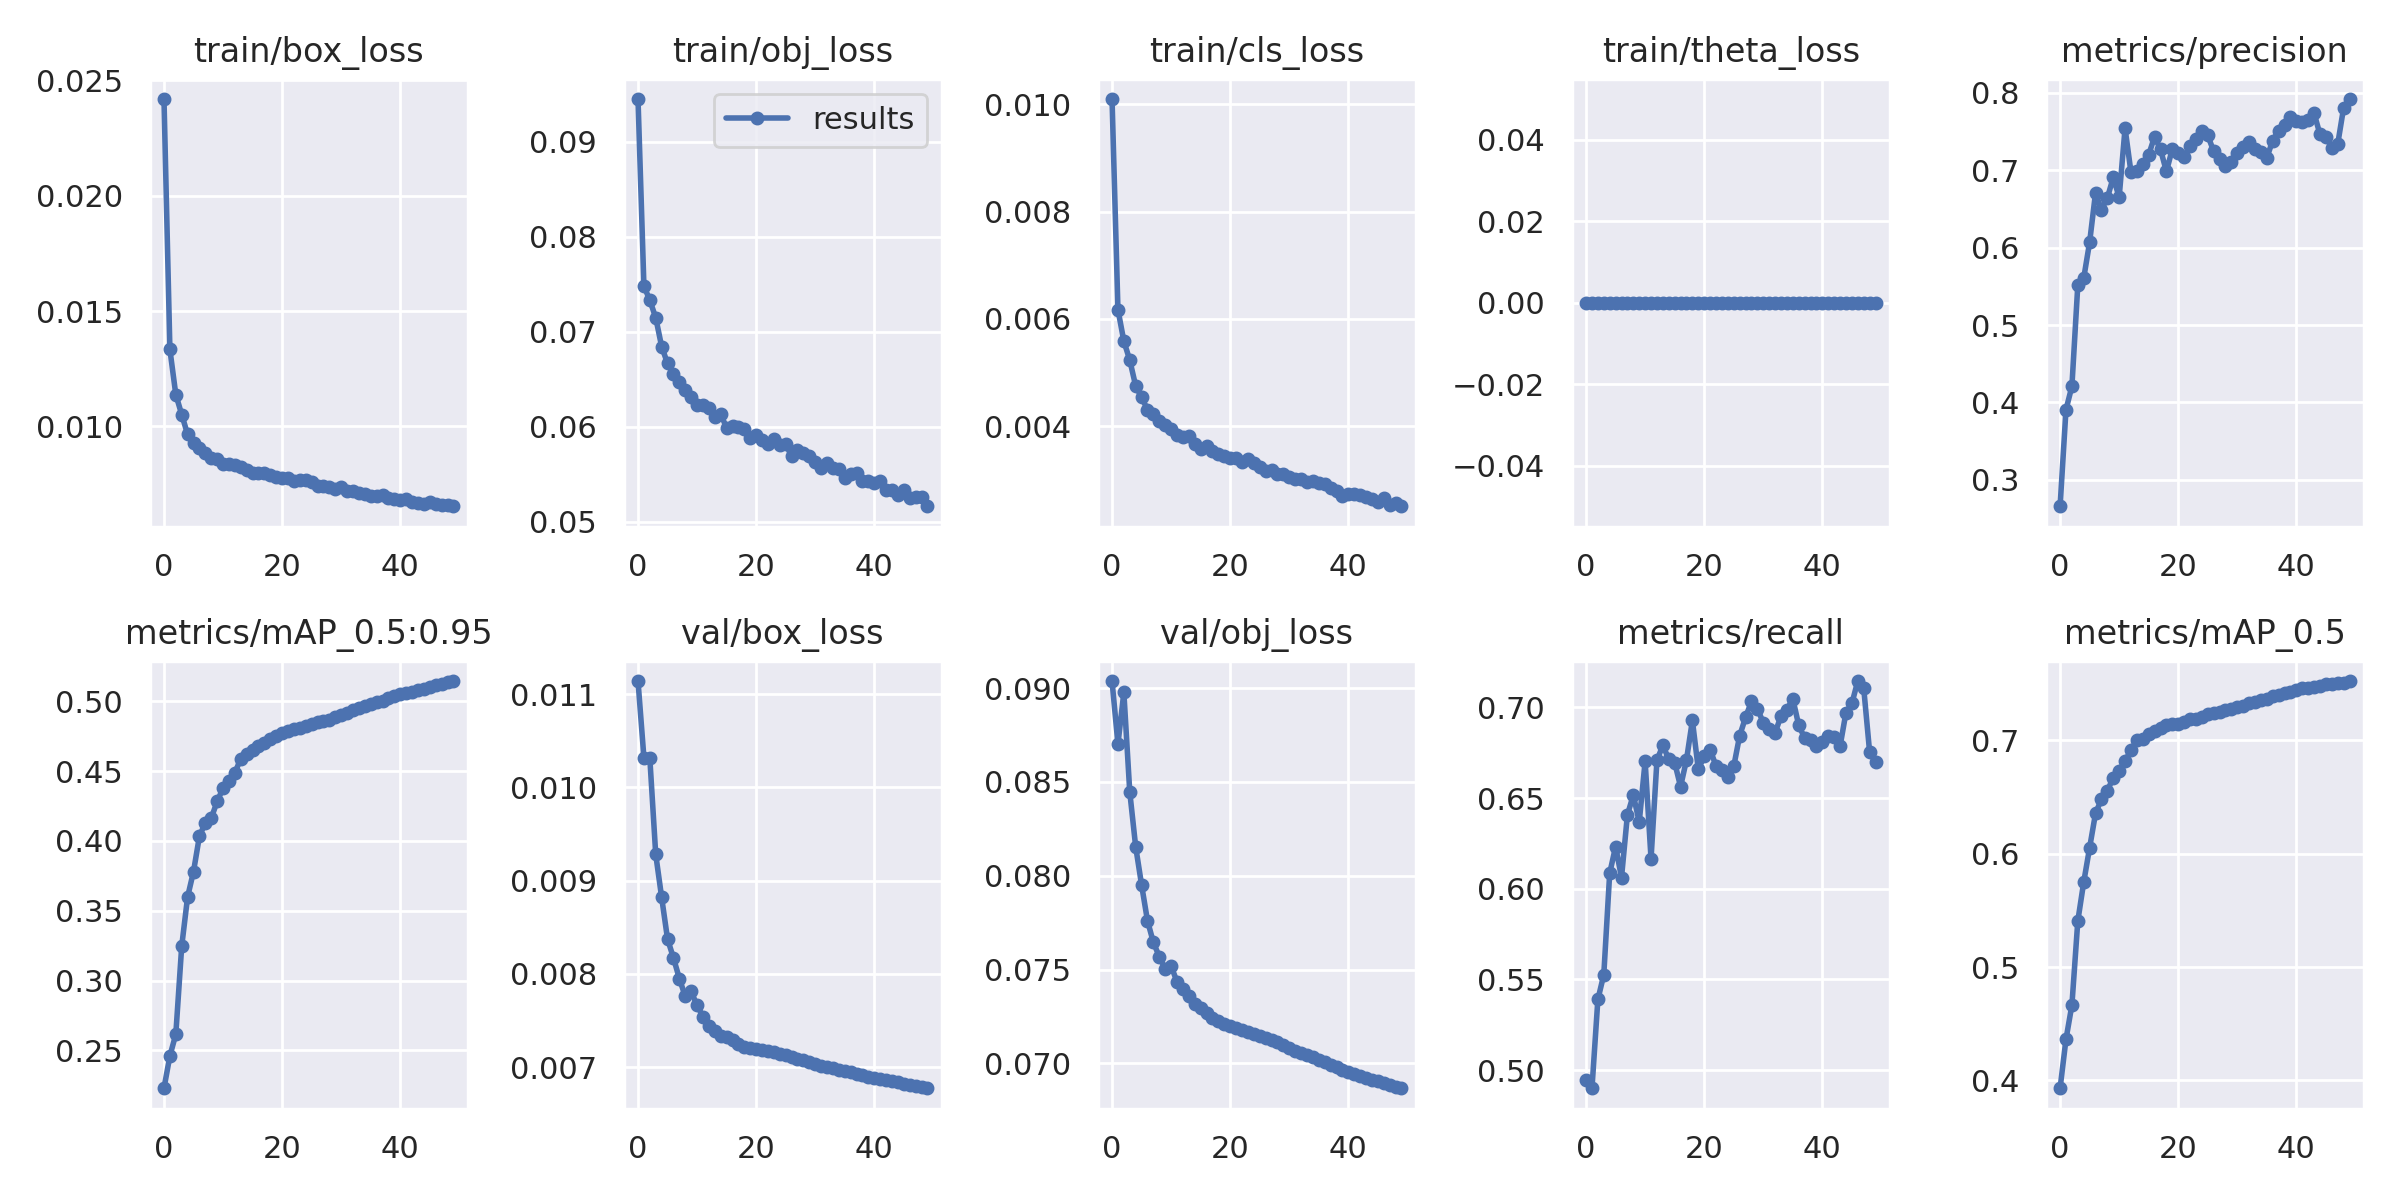 train/box_loss
0.025
0.020
0.015
0.010
0 20 40
train/obj_loss
results
0.09
0.08
0.07
0.06
0.05
0 20 40
train/cls_loss
0.010
0.008
0.006
0.004
0 20 40
train/theta_loss
0.04
0.02
0.00
−0.02
−0.04
0 20 40
metrics/precision
0.8
0.7
0.6
0.5
0.4
0.3
0 20 40
metrics/mAP_0.5:0.95
0.50
0.45
0.40
0.35
0.30
0.25
0 20 40
val/box_loss
0.011
0.010
0.009
0.008
0.007
0 20 40
val/obj_loss
0.090
0.085
0.080
0.075
0.070
0 20 40
metrics/recall
0.70
0.65
0.60
0.55
0.50
0 20 40
metrics/mAP_0.5
0.7
0.6
0.5
0.4
0 20 40